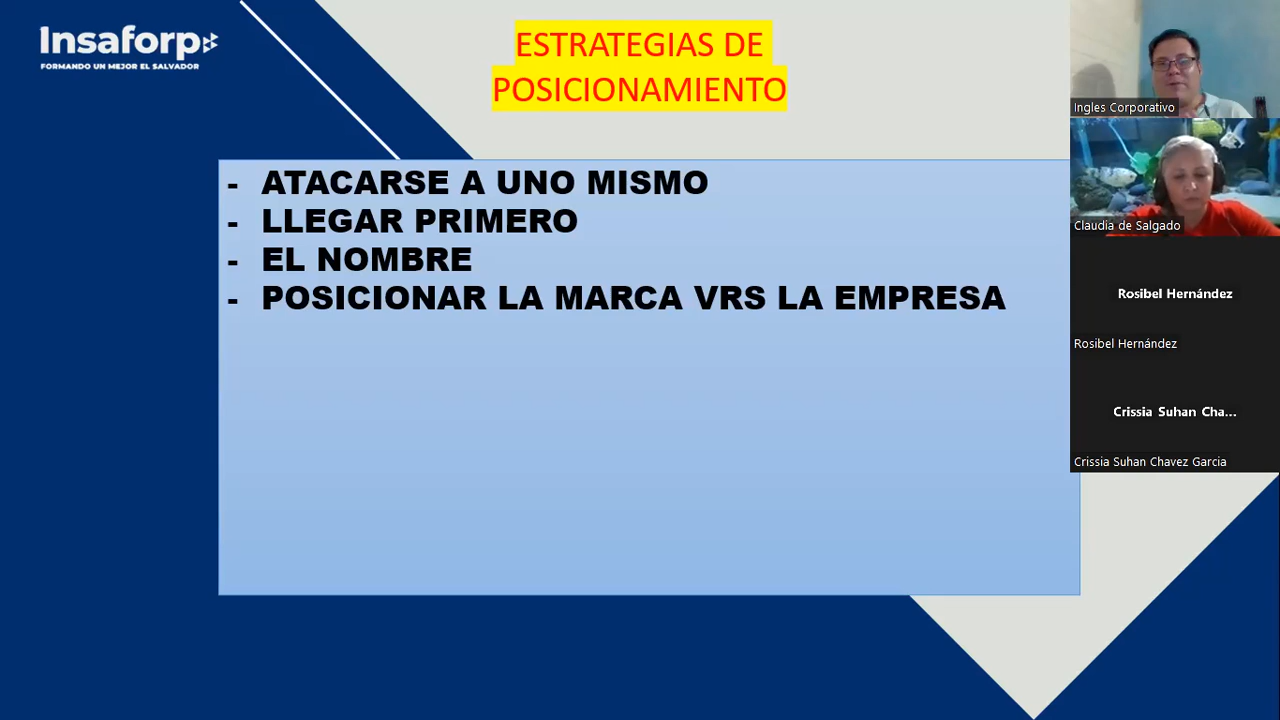 Insaforp
FORMANDO UN MEJOR EL SALVADOR
ESTRATEGIAS DE
POSICIONAMIENTO
- ATACARSE A UNO MISMO
- LLEGAR PRIMERO
- EL NOMBRE
- POSICIONAR LA MARCA VRS LA EMPRESA
Ingles Corporativo
Claudia de Salgado
Rosibel Hernández
Rosibel Hernández
Crissia Suhan Cha...
Crissia Suhan Chavez Garcia